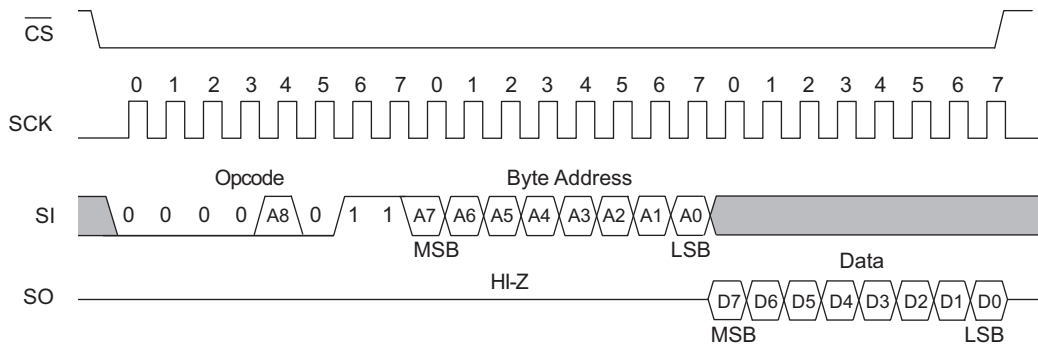 CS
0 1 2 3 4 5 6 7 0 1 2 3 4 5 6 7 0 1 2 3 4 5 6 7
SCK
Opcode Byte Address
SI 0 0 0 0 A8 0 1 1 A7 A6 A5 A4 A3 A2 A1 A0
MSB LSB
HI-Z Data
SO D7 D6 D5 D4 D3 D2 D1 D0
MSB LSB